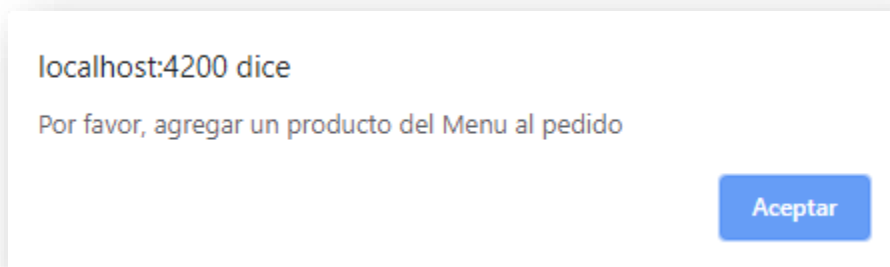 localhost:4200 dice
Por favor, agregar un producto del Menu al pedido
Aceptar